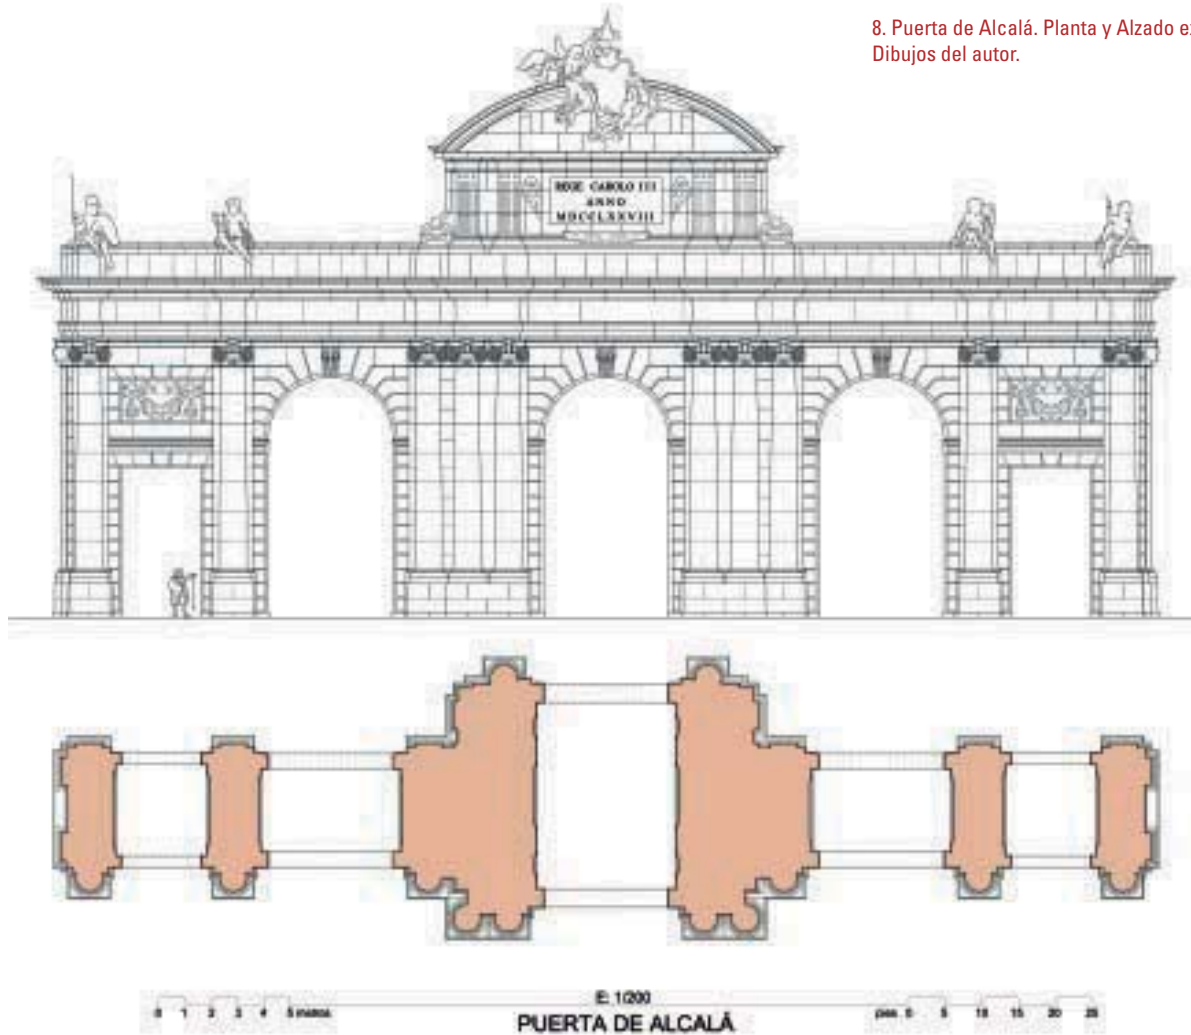 8. Puerta de Alcalá. Planta y Alzado
Dibujos del autor.
REGE CAROLO III
ANNO
MDCCLXXVIII
0 1 2 3 4 5 metros
E: 1/200
pies 0 5 10 15 20 25
PUERTA DE ALCALÁ